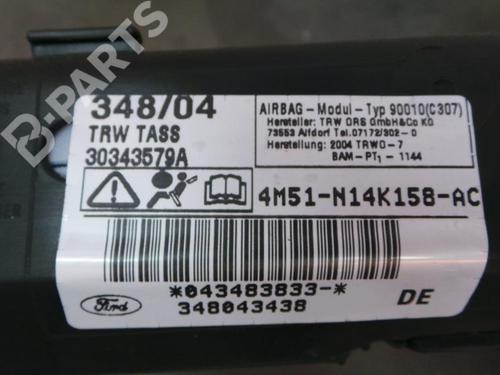 B-PARTS
348/04
TRW TASS
30343579A
AIRBAG - Modul - Typ 90010(C307)
Hersteller: TRW ORS GmbH&Co KG
73553 Alfdorf Tel.07172/302-0
Herstellung: 2004 TRWO-7
BAM-PT1-1144
4M51-N14K158-AC
*043483833-*
348043438
Ford
DE